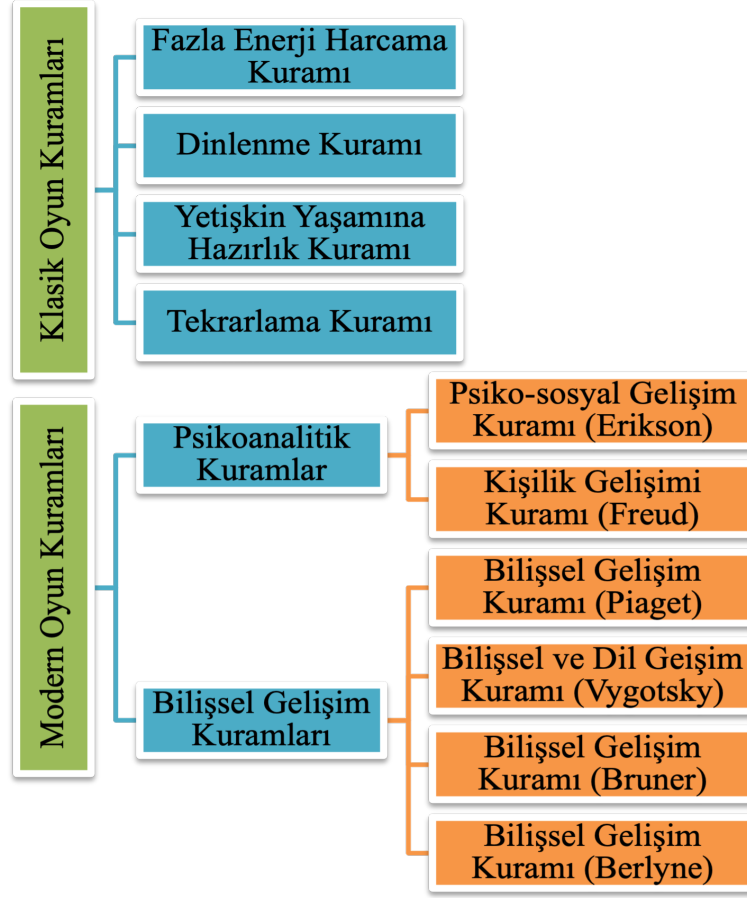 Klasik Oyun Kuramları
Fazla Enerji Harcama
Kuramı
Dinlenme Kuramı
Yetişkin Yaşamına
Hazırlık Kuramı
Tekrarlama Kuramı
Modern Oyun Kuramları
Psikoanalitik
Kuramlar
Psiko-sosyal Gelişim
Kuramı (Erikson)
Kişilik Gelişimi
Kuramı (Freud)
Bilişsel Gelişim
Kuramları
Bilişsel Gelişim
Kuramı (Piaget)
Bilişsel ve Dil Geişim
Kuramı (Vygotsky)
Bilişsel Gelişim
Kuramı (Bruner)
Bilişsel Gelişim
Kuramı (Berlyne)